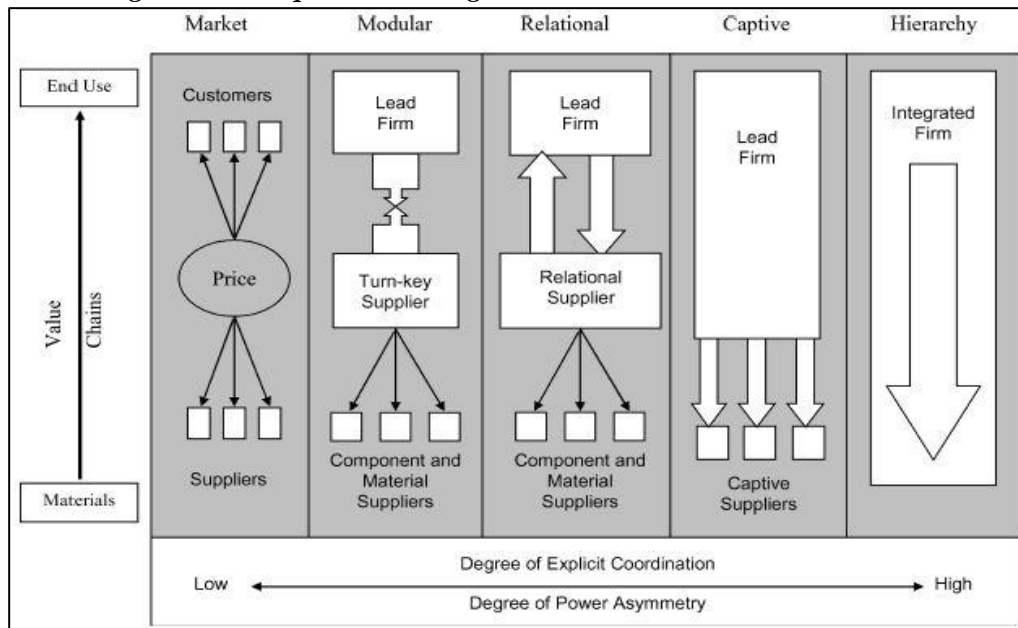 Market
Modular
Relational
Captive
Hierarchy
End Use
Value
Chains
Materials
Customers
Price
Suppliers
Lead
Firm
Turn-key
Supplier
Component and
Material
Suppliers
Lead
Firm
Relational
Supplier
Component and
Material
Suppliers
Lead
Firm
Captive
Suppliers
Integrated
Firm
Degree of Explicit Coordination
Low
High
Degree of Power Asymmetry